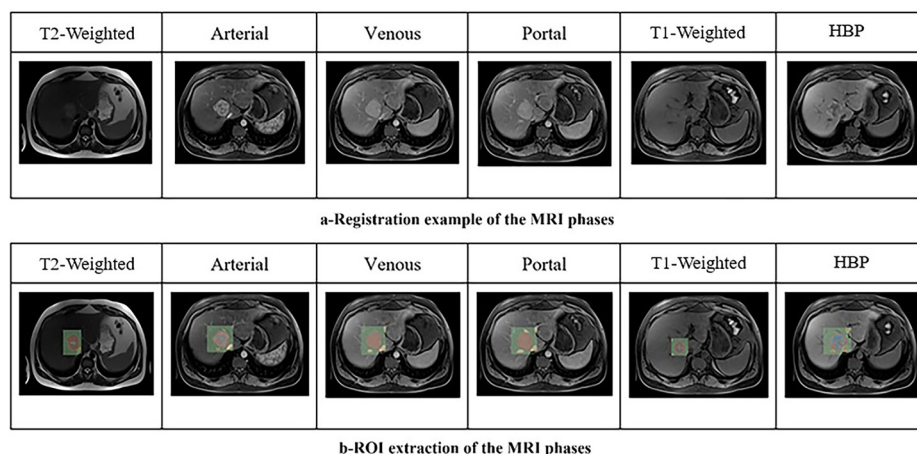 T2-Weighted Arterial Venous Portal T1-Weighted HBP
a-Registration example of the MRI phases
T2-Weighted Arterial Venous Portal T1-Weighted HBP
b-ROI extraction of the MRI phases